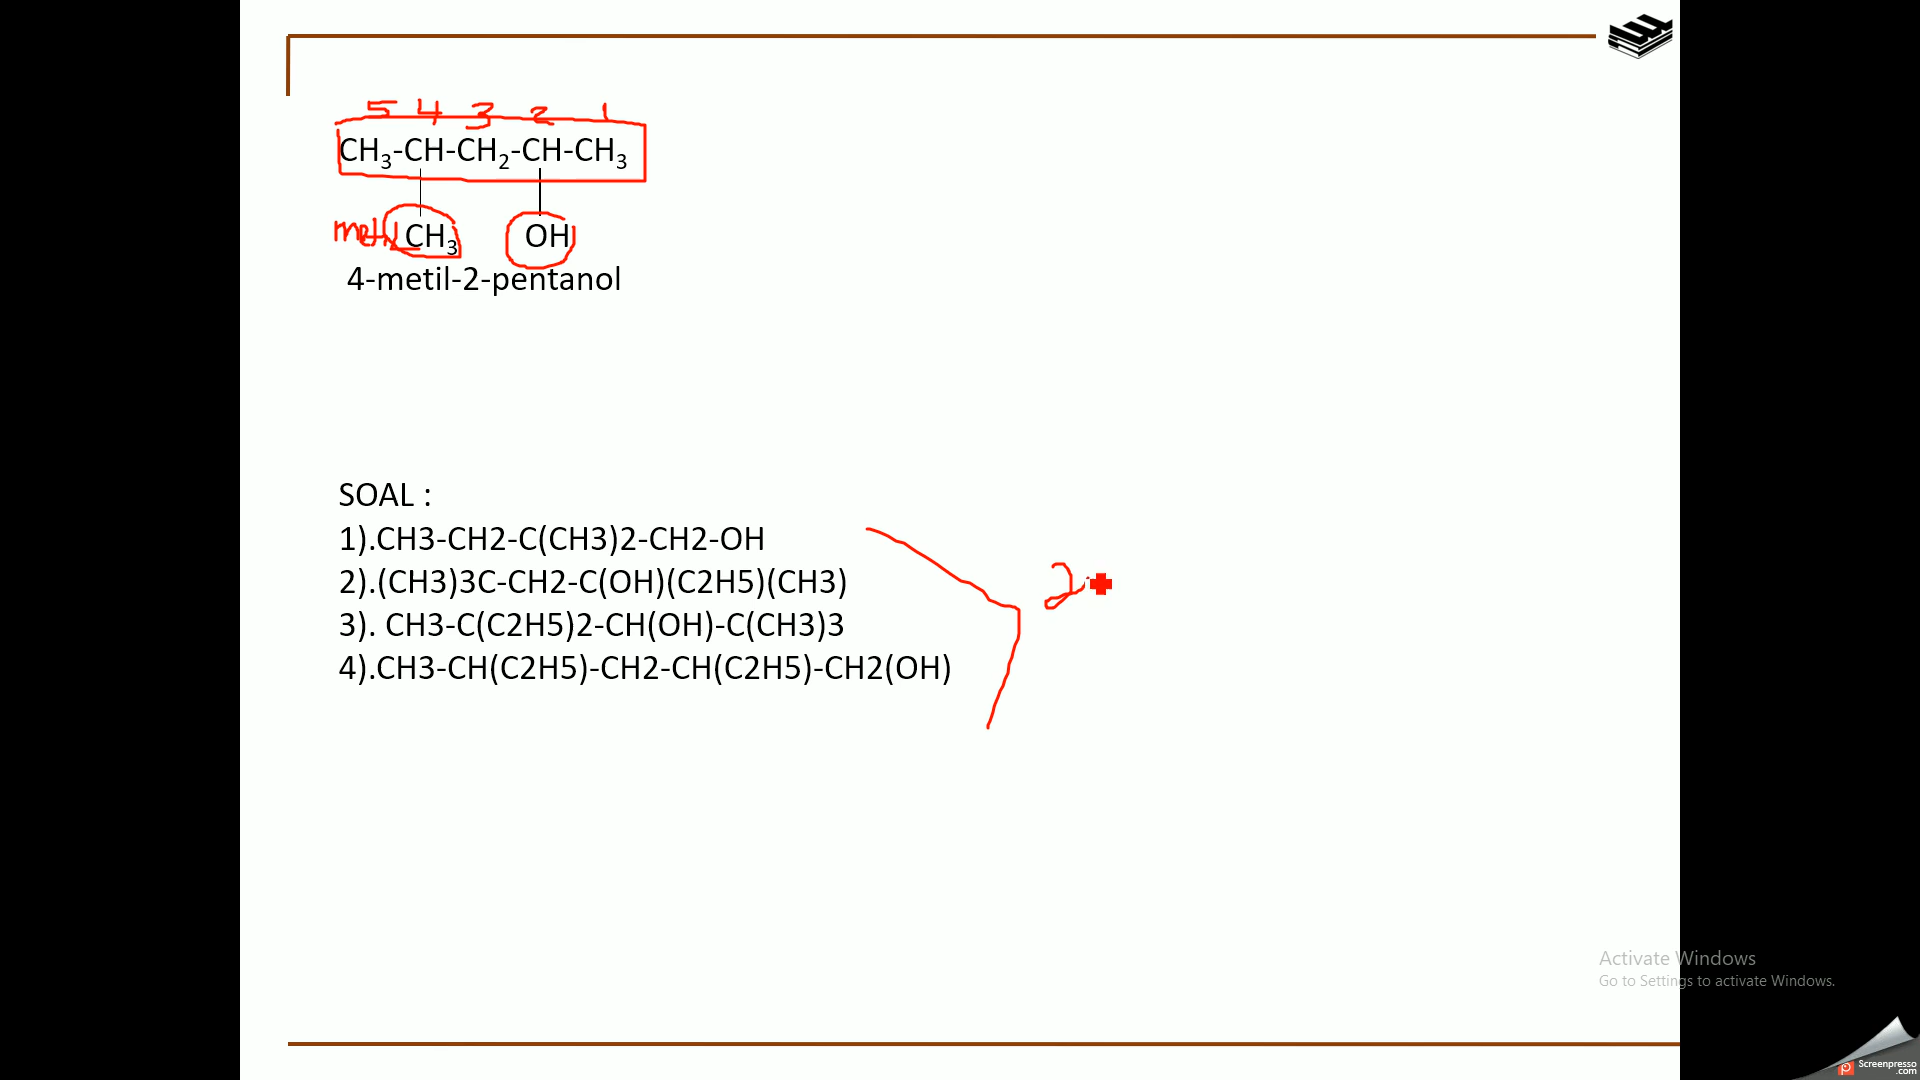 5 4 3 2 1
CH3-CH-CH2-CH-CH3
metil CH3 OH
4-metil-2-pentanol
SOAL :
1).CH3-CH2-C(CH3)2-CH2-OH
2).(CH3)3C-CH2-C(OH)(C2H5)(CH3)
2
3). CH3-C(C2H5)2-CH(OH)-C(CH3)3
4).CH3-CH(C2H5)-CH2-CH(C2H5)-CH2(OH)
Activate Windows
Go to Settings to activate Windows.
Screenpresso
.com